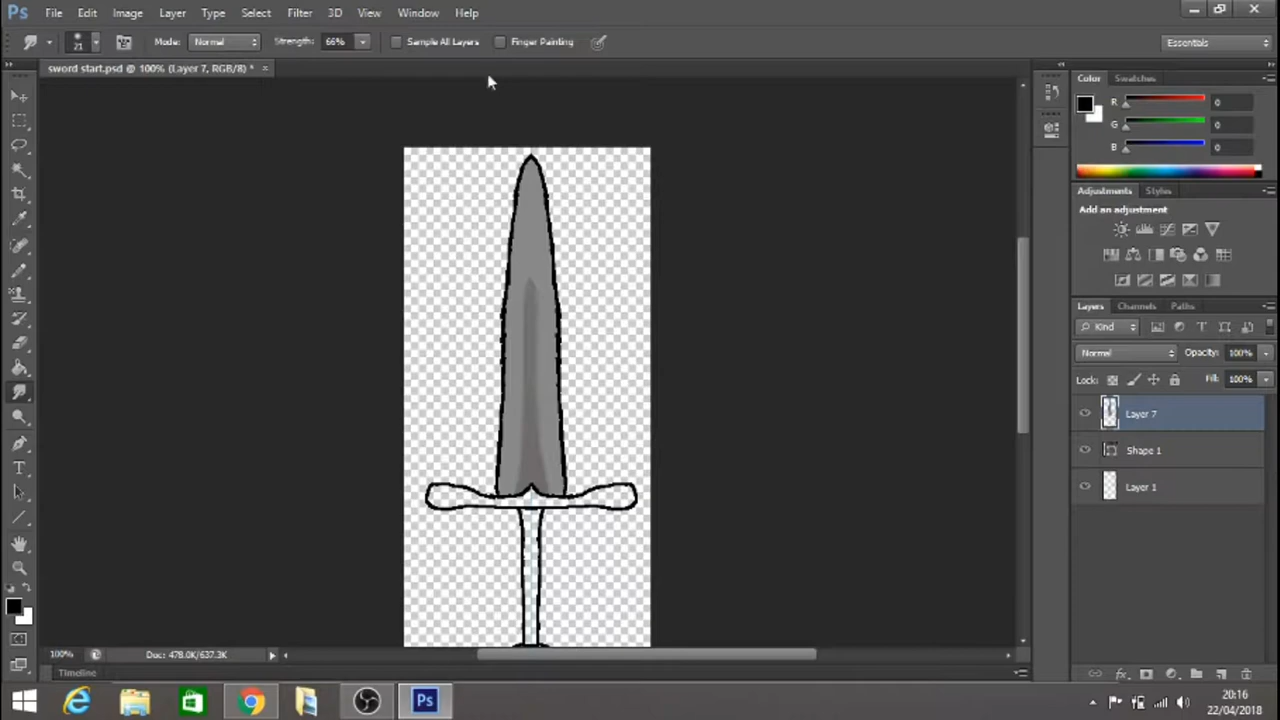 Ps File Edit Image Layer Type Select Filter 3D View Window Help
21 Mode: Normal Strength: 66% Sample All Layers Finger Painting Essentials
sword start.psd @ 100% (Layer 7, RGB/8) * ×
Color Swatches
R 0
G 0
B 0
Adjustments Styles
Add an adjustment
Layers Channels Paths
Kind
Normal Opacity: 100%
Lock: Fill: 100%
Layer 7
Shape 1
Layer 1
100% Doc: 478.0K/637.3K
Timeline
Ps
20:16
22/04/2018